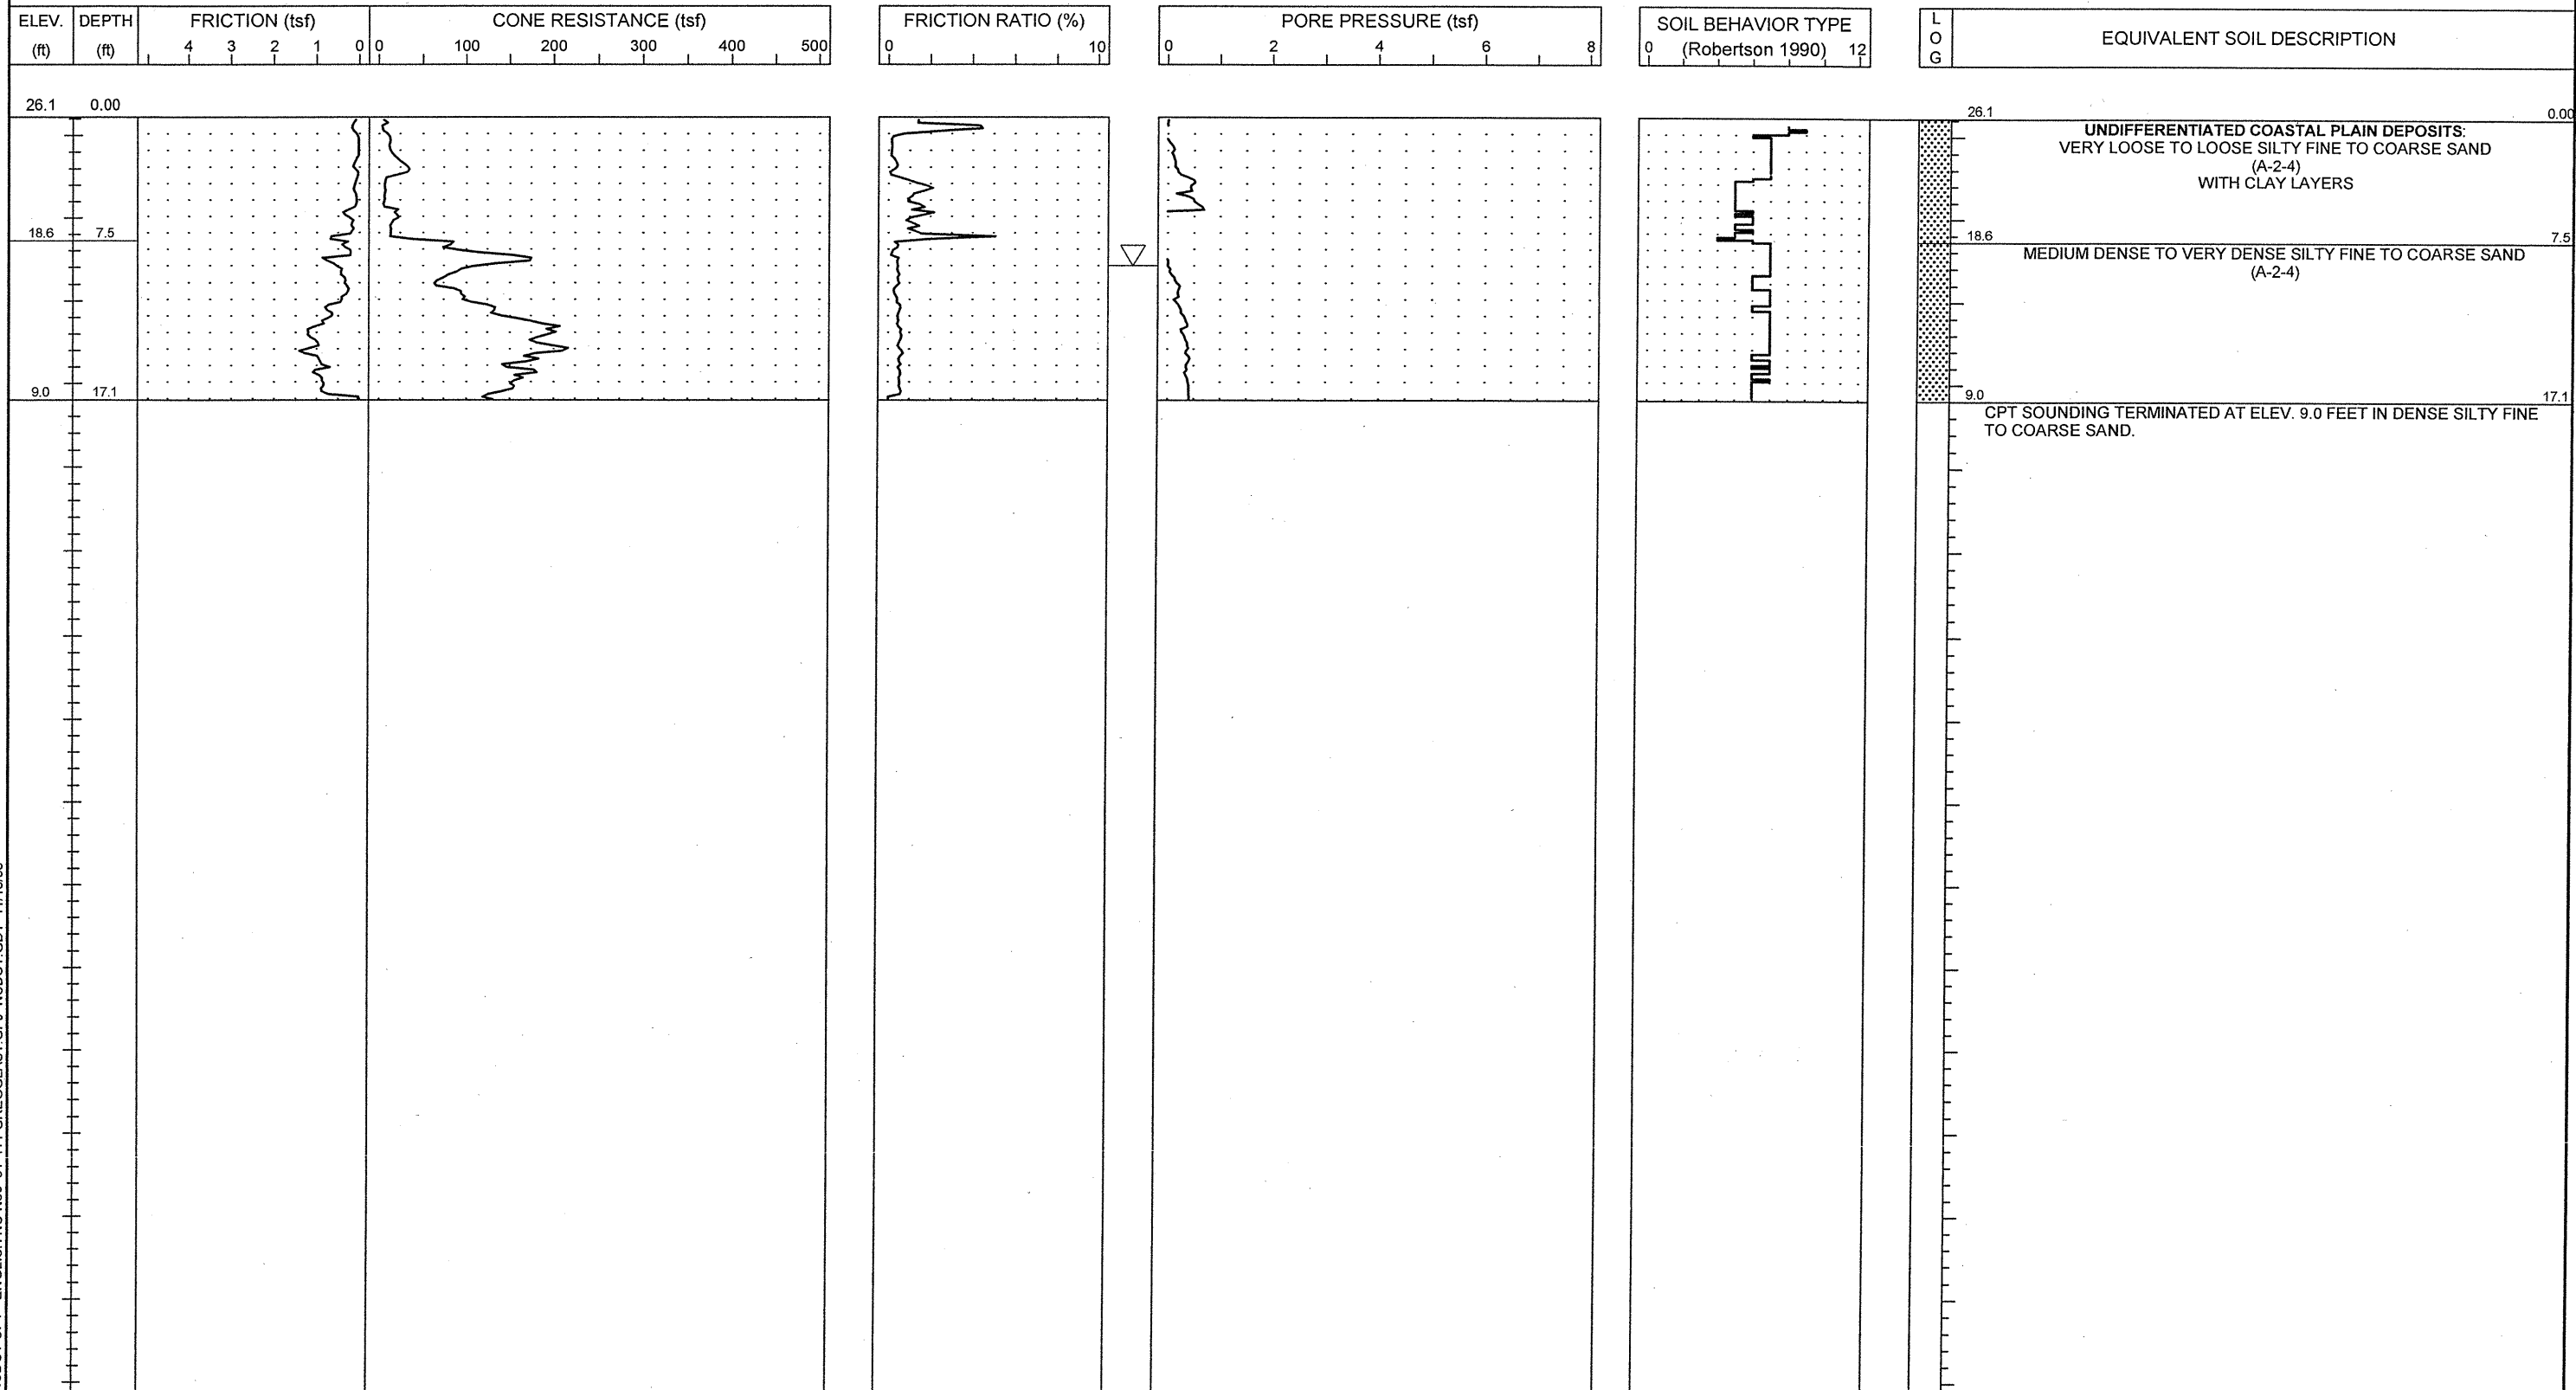 ELEV. DEPTH FRICTION (tsf) CONE RESISTANCE (tsf) FRICTION RATIO (%) PORE PRESSURE (tsf) SOIL BEHAVIOR TYPE LOG EQUIVALENT SOIL DESCRIPTION
(ft) (ft) 4 3 2 1 0 0 100 200 300 400 500 0 10 0 2 4 6 8 (Robertson 1990) 0 12
26.1 0.00 26.1 0.00
UNDIFFERENTIATED COASTAL PLAIN DEPOSITS:
VERY LOOSE TO LOOSE SILTY FINE TO COARSE SAND
(A-2-4)
WITH CLAY LAYERS
18.6 7.5 18.6 7.5
MEDIUM DENSE TO VERY DENSE SILTY FINE TO COARSE SAND
(A-2-4)
9.0 17.1 9.0 17.1
CPT SOUNDING TERMINATED AT ELEV. 9.0 FEET IN DENSE SILTY FINE
TO COARSE SAND.